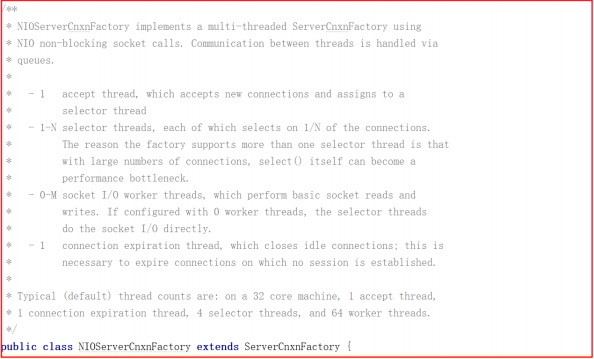 /**
 * NIOServerCnxnFactory implements a multi-threaded ServerCnxnFactory using
 * NIO non-blocking socket calls. Communication between threads is handled via
 * queues.
 *
 *   - 1   accept thread, which accepts new connections and assigns to a
 *         selector thread
 *   - 1-N selector threads, each of which selects on 1/N of the connections.
 *         The reason the factory supports more than one selector thread is that
 *         with large numbers of connections, select() itself can become a
 *         performance bottleneck.
 *   - 0-M socket I/O worker threads, which perform basic socket reads and
 *         writes. If configured with 0 worker threads, the selector threads
 *         do the socket I/O directly.
 *   - 1   connection expiration thread, which closes idle connections; this is
 *         necessary to expire connections on which no session is established.
 *
 * Typical (default) thread counts are: on a 32 core machine, 1 accept thread,
 * 1 connection expiration thread, 4 selector threads, and 64 worker threads.
 */
public class NIOServerCnxnFactory extends ServerCnxnFactory {